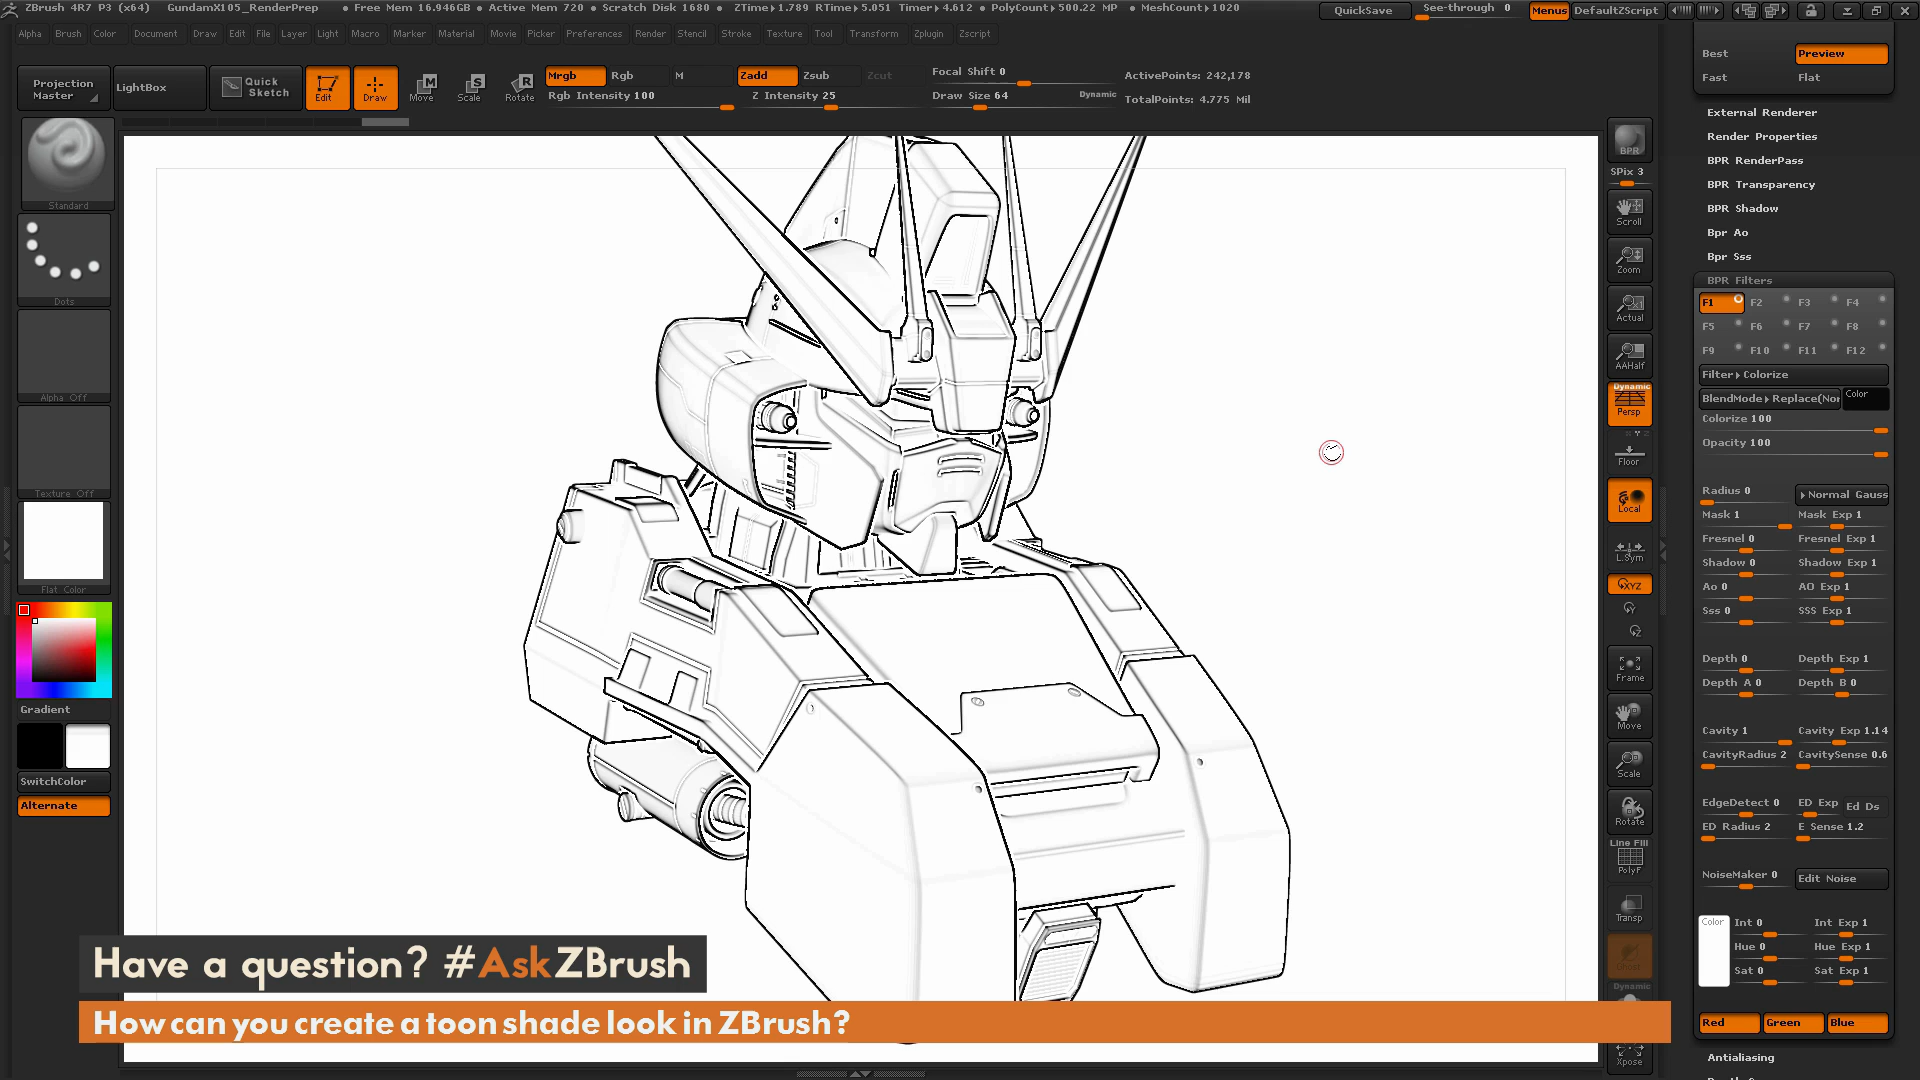 ZBrush 4R7 P3 (x64) GundamX105_RenderPrep • Free Mem 16.946GB • Active Mem 720 • Scratch Disk 1680 • ZTime▸1.789 RTime▸5.051 Timer▸4.612 • PolyCount▸500.22 MP • MeshCount▸1020 QuickSave See-through 0 Menus DefaultZScript
Alpha Brush Color Document Draw Edit File Layer Light Macro Marker Material Movie Picker Preferences Render Stencil Stroke Texture Tool Transform Zplugin Zscript
Projection Master
LightBox
Quick Sketch
Edit
Draw
Move
Scale
Rotate
Mrgb Rgb M
Rgb Intensity 100
Zadd Zsub Zcut
Z Intensity 25
Focal Shift 0
Draw Size 64 Dynamic
ActivePoints: 242,178
TotalPoints: 4.775 Mil
Standard
Dots
Alpha Off
Texture Off
Flat Color
Gradient
SwitchColor
Alternate
BPR
SPix 3
Scroll
Zoom
Actual
AAHalf
Dynamic
Persp
Floor
Local
L.Sym
XYZ
Y
Z
Frame
Move
Scale
Rotate
Line Fill
PolyF
Transp
Ghost
Dynamic
Xpose
Best Preview
Fast Flat
External Renderer
Render Properties
BPR RenderPass
BPR Transparency
BPR Shadow
Bpr Ao
Bpr Sss
BPR Filters
F1 F2 F3 F4
F5 F6 F7 F8
F9 F10 F11 F12
Filter▸Colorize
BlendMode▸Replace(Nor Color
Colorize 100
Opacity 100
Radius 0 ▸Normal Gauss
Mask 1 Mask Exp 1
Fresnel 0 Fresnel Exp 1
Shadow 0 Shadow Exp 1
Ao 0 AO Exp 1
Sss 0 SSS Exp 1
Depth 0 Depth Exp 1
Depth A 0 Depth B 0
Cavity 1 Cavity Exp 1.14
CavityRadius 2 CavitySense 0.6
EdgeDetect 0 ED Exp Ed Ds
ED Radius 2 E Sense 1.2
NoiseMaker 0 Edit Noise
Color Int 0 Int Exp 1
Hue 0 Hue Exp 1
Sat 0 Sat Exp 1
Red Green Blue
Antialiasing
Have a question? #AskZBrush
How can you create a toon shade look in ZBrush?